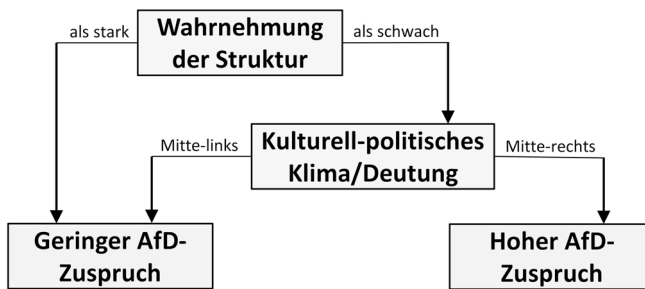 Wahrnehmung
der Struktur
als stark
als schwach
Kulturell-politisches
Klima/Deutung
Mitte-links
Mitte-rechts
Geringer AfD-
Zuspruch
Hoher AfD-
Zuspruch